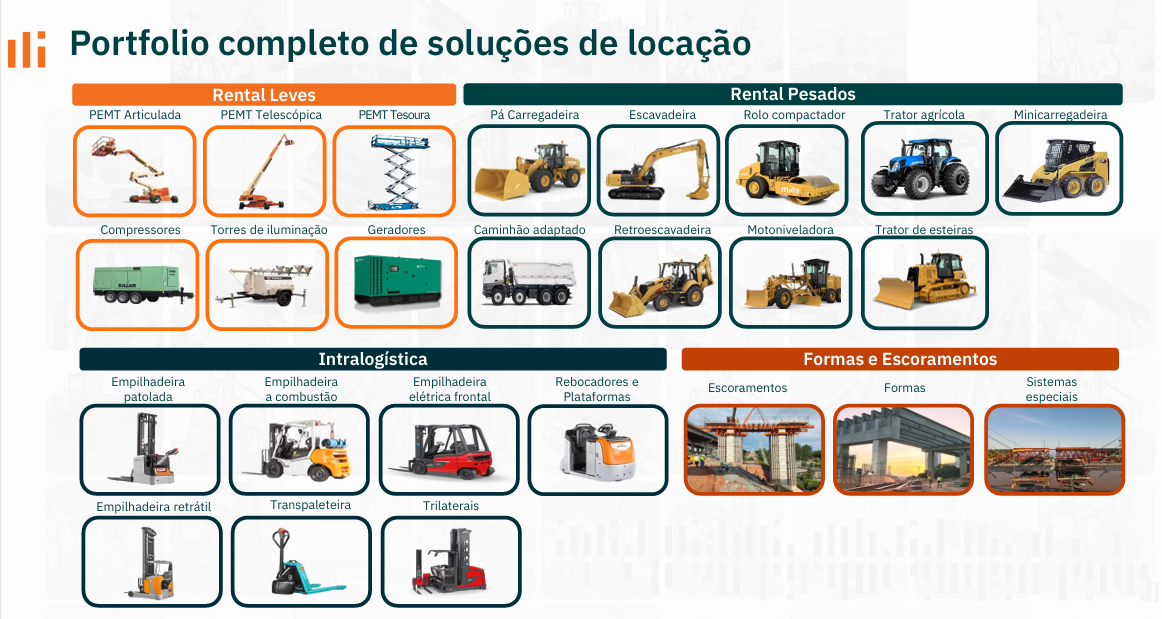 Portfolio completo de soluções de locação
Rental Leves
Rental Pesados
PEMT Articulada
PEMT Telescópica
PEMT Tesoura
Pá Carregadeira
Escavadeira
Rolo compactador
Trator agrícola
Minicarregadeira
mills
Compressores
Torres de iluminação
Geradores
Caminhão adaptado
Retroescavadeira
Motoniveladora
Trator de esteiras
SULLAIR
Intralogística
Formas e Escoramentos
Empilhadeira
patolada
Empilhadeira
a combustão
Empilhadeira
elétrica frontal
Rebocadores e
Plataformas
Escoramentos
Formas
Sistemas
especiais
Empilhadeira retrátil
Transpaleteira
Trilaterais